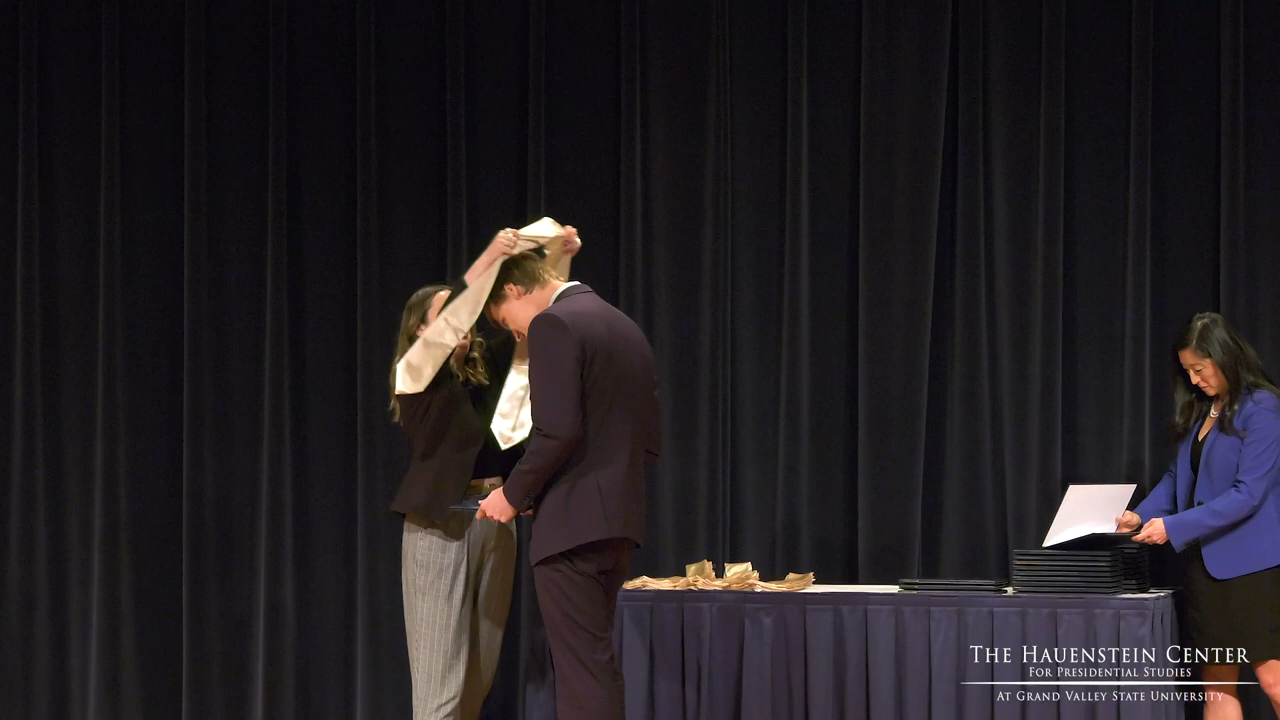 The Hauenstein Center
For Presidential Studies
At Grand Valley State University